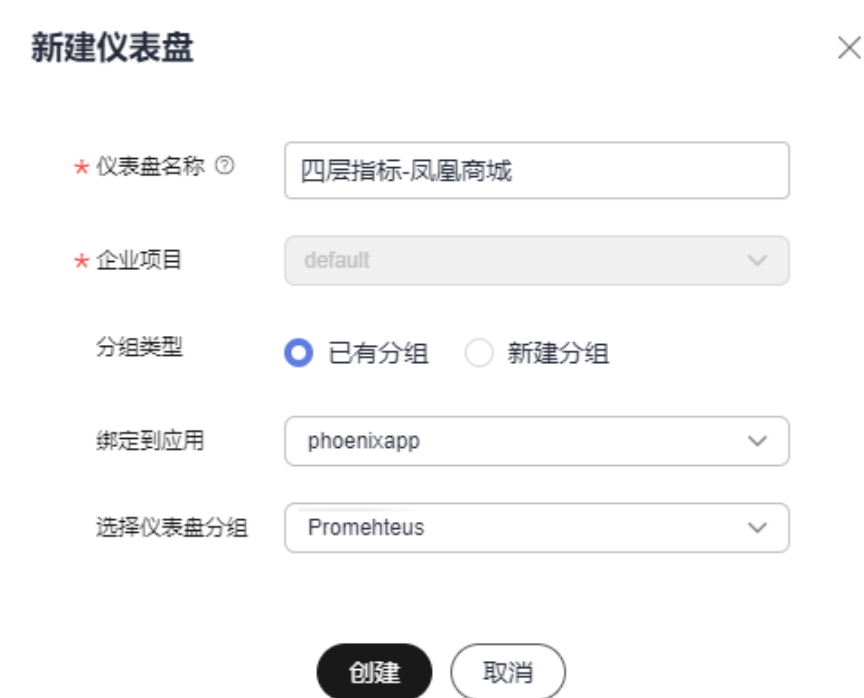 新建仪表盘
* 仪表盘名称 ? 四层指标-凤凰商城
* 企业项目 default
分组类型 已有分组 新建分组
绑定到应用 phoenixapp
选择仪表盘分组 Promehteus
创建 取消